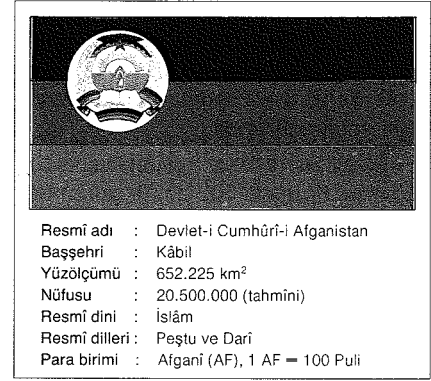 Resmî adı : Devlet-i Cumhûrî-i Afganistan
Başşehri : Kâbil
Yüzölçümü : 652.225 km²
Nüfusu : 20.500.000 (tahmîni)
Resmî dini : İslâm
Resmî dilleri : Peştu ve Darî
Para birimi : Afganî (AF), 1 AF = 100 Puli